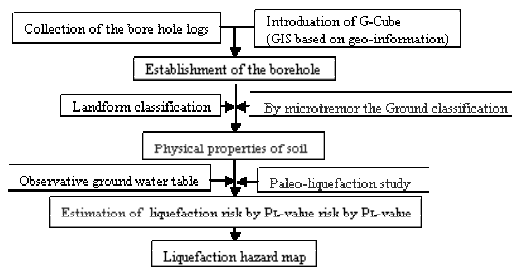 Collection of the bore hole logs
Introduation of G-Cube
(GIS based on geo-information)
Establishment of the borehole
Landform classification
By microtremor the Ground classification
Physical properties of soil
Observative ground water table
Paleo-liquefaction study
Estimation of liquefaction risk by PL-value risk by PL-value
Liquefaction hazard map